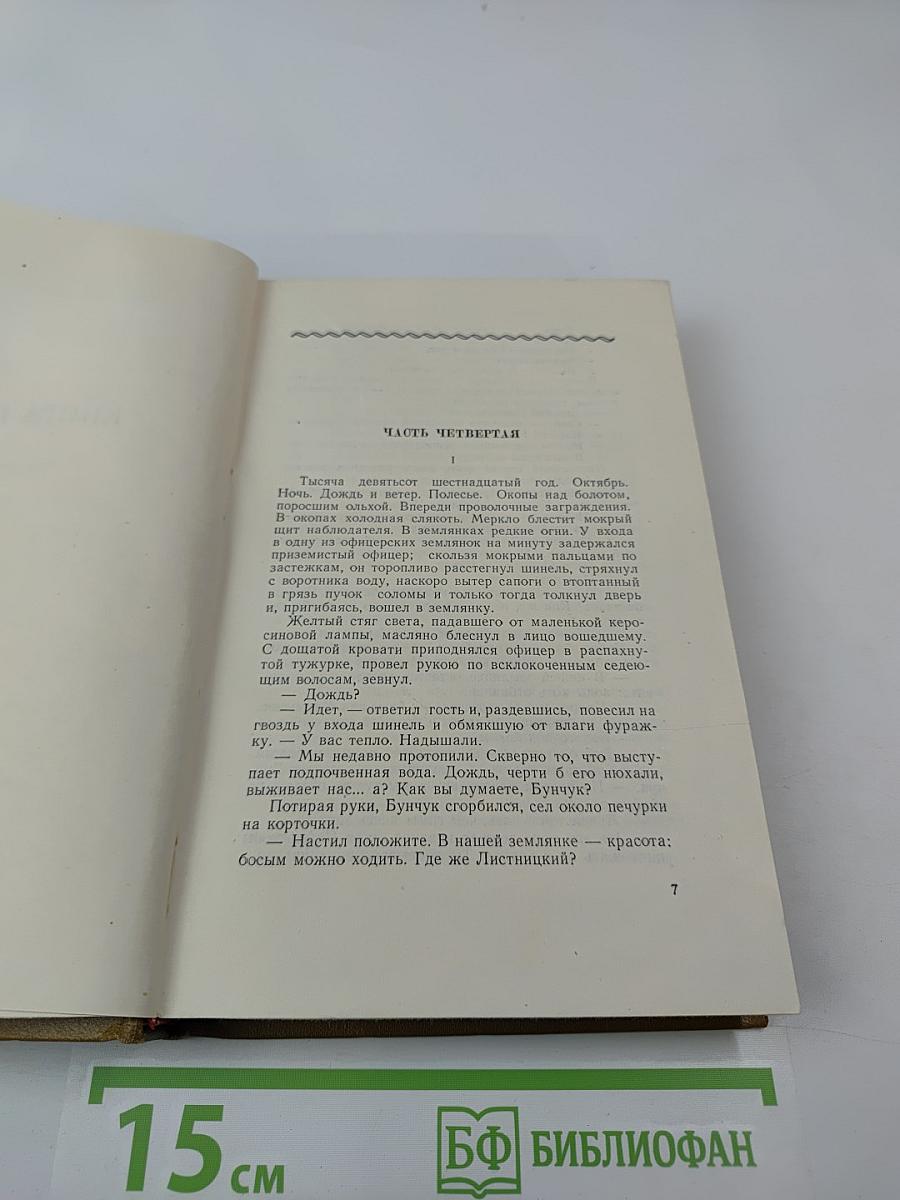 ЧАСТЬ ЧЕТВЕРТАЯ
I
Тысяча девятьсот шестнадцатый год. Октябрь.
Ночь. Дождь и ветер. Полесье. Окопы над болотом,
поросшим ольхой. Впереди проволочные заграждения.
В окопах холодная слякоть. Меркло блестит мокрый
щит наблюдателя. В землянках редкие огни. У входа
в одну из офицерских землянок на минуту задержался
приземистый офицер; скользя мокрыми пальцами по
застежкам, он торопливо расстегнул шинель, стряхнул
с воротника воду, наскоро вытер сапоги о втоптанный
в грязь пучок соломы и только тогда толкнул дверь
и, пригибаясь, вошел в землянку.
Желтый стяг света, падавшего от маленькой керо-
синовой лампы, масляно блеснул в лицо вошедшему.
С дощатой кровати приподнялся офицер в распахну-
той тужурке, провел рукою по всклокоченным седею-
щим волосам, зевнул.
— Дождь?
— Идет, — ответил гость и, раздевшись, повесил на
гвоздь у входа шинель и обмякшую от влаги фураж-
ку. — У вас тепло. Надышали.
— Мы недавно протопили. Скверно то, что высту-
пает подпочвенная вода. Дождь, черти б его нюхали,
выживает нас... а? Как вы думаете, Бунчук?
Потирая руки, Бунчук сгорбился, сел около печурки
на корточки.
— Настил положите. В нашей землянке — красота:
босым можно ходить. Где же Листницкий?
7
15 см
БФ БИБЛИОФАН